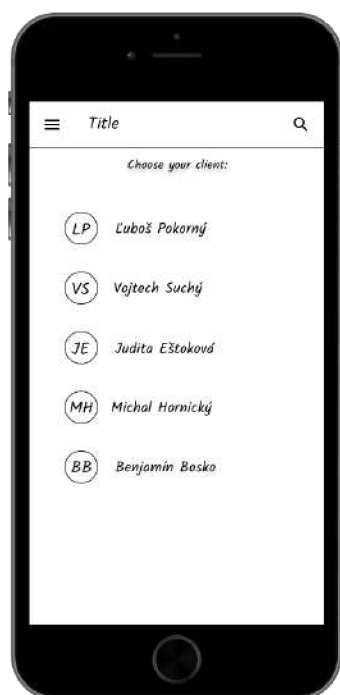 Title
Choose your client:
LP Ľuboš Pokorný
VS Vojtech Suchý
JE Judita Eštoková
MH Michal Hornický
BB Benjamín Bosko